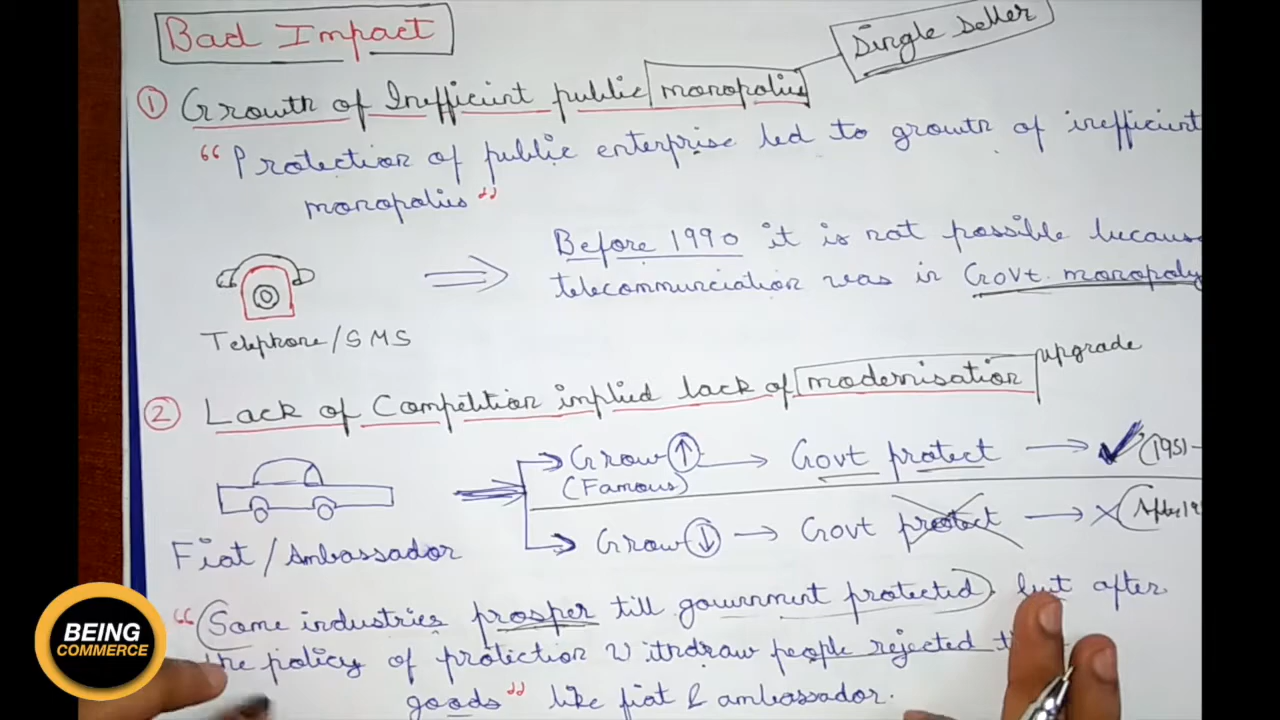 Bad Impact
Single Seller
① Growth of Inefficient public monopolies
“ Protection of public enterprise led to growth of inefficient
monopolies ”
Before 1990 it is not possible because
telecommunciation was in Govt. monopoly
Telephone/SMS
upgrade
② Lack of Competition implied lack of modernisation
Grow ↑ → Govt protect → ✓ (1951-
(Famous)
Grow ↓ → Govt protect → × (After 19
Fiat / Ambassador
“ (Some industries prosper till government protected) but after
the policy of protection withdraw people rejected
goods ” like fiat & ambassador.
BEING
COMMERCE